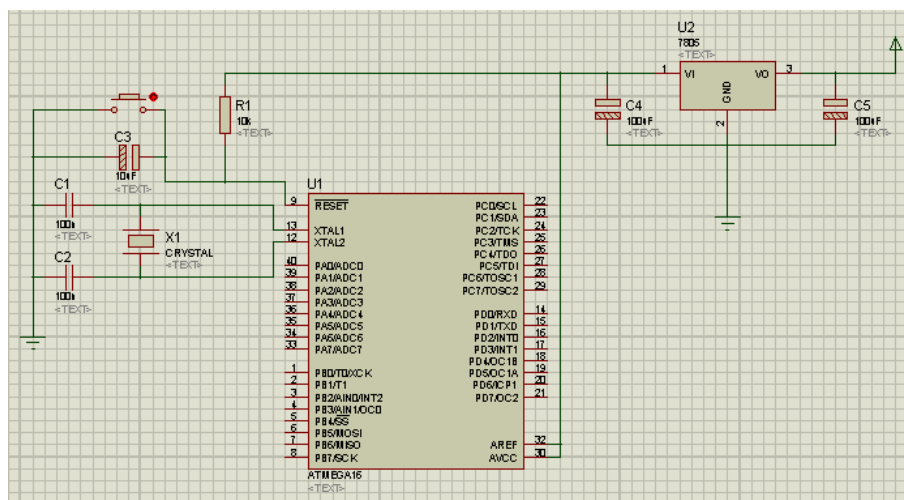 U2
7805
<TEXT>
1 VI VO 3
GND
2
R1
10k
<TEXT>
C4
100uF
<TEXT>
C5
100uF
<TEXT>
C3
10uF
<TEXT>
C1
100n
<TEXT>
X1
CRYSTAL
<TEXT>
C2
100n
<TEXT>
U1
9 RESET PC0/SCL 22
PC1/SDA 23
13 XTAL1 PC2/TCK 24
12 XTAL2 PC3/TMS 25
PC4/TDO 26
40 PA0/ADC0 PC5/TDI 27
39 PA1/ADC1 PC6/TOSC1 28
38 PA2/ADC2 PC7/TOSC2 29
37 PA3/ADC3
36 PA4/ADC4 PD0/RXD 14
35 PA5/ADC5 PD1/TXD 15
34 PA6/ADC6 PD2/INT0 16
33 PA7/ADC7 PD3/INT1 17
PD4/OC1B 18
1 PB0/T0/XCK PD5/OC1A 19
2 PB1/T1 PD6/ICP1 20
3 PB2/AIN0/INT2 PD7/OC2 21
4 PB3/AIN1/OC0
5 PB4/SS
6 PB5/MOSI
7 PB6/MISO AREF 32
8 PB7/SCK AVCC 30
ATMEGA16
<TEXT>